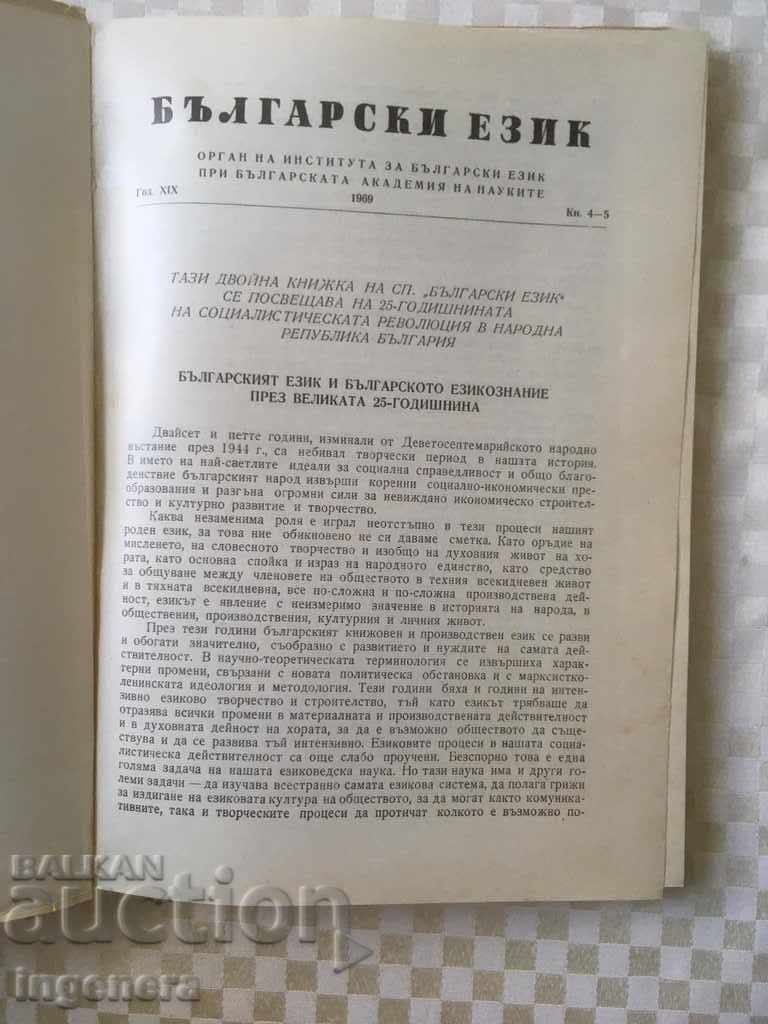 БЪЛГАРСКИ ЕЗИК
ОРГАН НА ИНСТИТУТА ЗА БЪЛГАРСКИ ЕЗИК
ПРИ БЪЛГАРСКАТА АКАДЕМИЯ НА НАУКИТЕ
Год. XIX 1969 Кн. 4—5
ТАЗИ ДВОЙНА КНИЖКА НА СП. „БЪЛГАРСКИ ЕЗИК“
СЕ ПОСВЕЩАВА НА 25-ГОДИШНИНАТА
НА СОЦИАЛИСТИЧЕСКАТА РЕВОЛЮЦИЯ В НАРОДНА
РЕПУБЛИКА БЪЛГАРИЯ
БЪЛГАРСКИЯТ ЕЗИК И БЪЛГАРСКОТО ЕЗИКОЗНАНИЕ
ПРЕЗ ВЕЛИКАТА 25-ГОДИШНИНА
Двайсет и петте години, изминали от Деветосептемврийското народно
въстание през 1944 г., са небивал творчески период в нашата история.
В името на най-светлите идеали за социална справедливост и общо благо-
денствие българският народ извърши коренни социално-икономически пре-
образования и разгъна огромни сили за невиждано икономическо строител-
ство и културно развитие и творчество.
Каква незаменима роля е играл неотстъпно в тези процеси нашият
роден език, за това ние обикновено не си даваме сметка. Като оръдие на
мисленето, на словесното творчество и изобщо на духовния живот на хо-
рата, като основна спойка и израз на народното единство, като средство
за общуване между членовете на обществото в техния всекидневен живот
и в тяхната всекидневна, все по-сложна и по-сложна производствена дей-
ност, езикът е явление с неизмеримо значение в историята на народа, в
обществения, производствения, културния и личния живот.
През тези години българският книжовен и производствен език се разви
и обогати значително, съобразно с развитието и нуждите на самата дей-
ствителност. В научно-теоретическата терминология се извършиха харак-
терни промени, свързани с новата политическа обстановка и с марксистко-
ленинската идеология и методология. Тези години бяха и години на интен-
зивно езиково творчество и строителство, тъй като езикът трябваше да
отразява всички промени в материалната и производствената действителност
и в духовната дейност на хората, за да е възможно обществото да съще-
ствува и да се развива тъй интензивно. Езиковите процеси в нашата социа-
листическа действителност са още слабо проучени. Безспорно това е една
голяма задача на нашата езиковедска наука. Но тази наука има и други го-
леми задачи — да изучава всестранно самата езикова система, да полага грижи
за издигане на езиковата култура на обществото, за да могат както комуника-
тивните, така и творческите процеси да протичат колкото е възможно по-
BALKAN
auction
ingenera